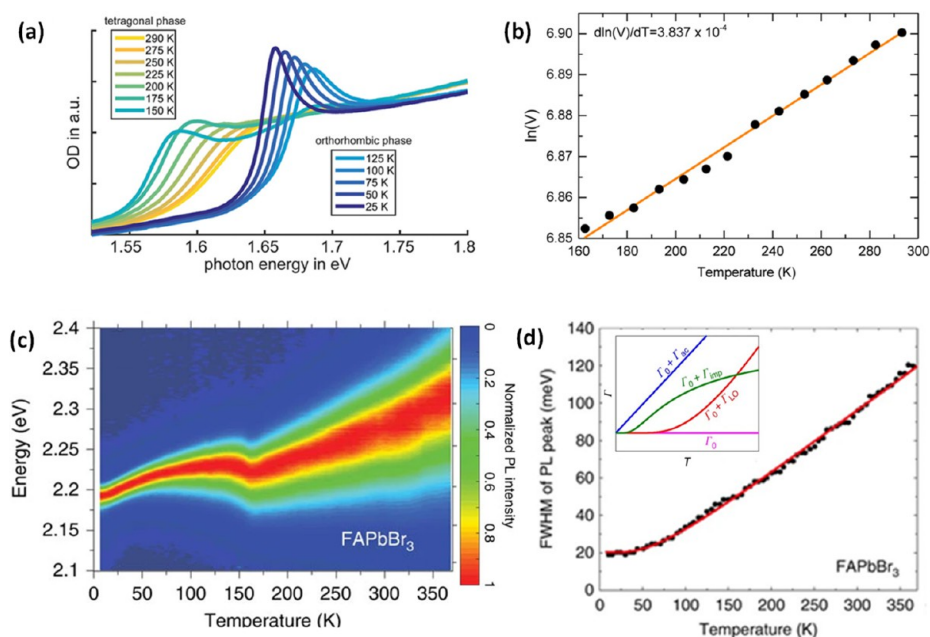 (a)
tetragonal phase
290 K
275 K
250 K
225 K
200 K
175 K
150 K
orthorhombic phase
125 K
100 K
75 K
50 K
25 K
OD in a.u.
1.55 1.6 1.65 1.7 1.75 1.8
photon energy in eV
(b)
dln(V)/dT=3.837 x 10⁻⁴
ln(V)
6.90
6.89
6.88
6.87
6.86
6.85
160 180 200 220 240 260 280 300
Temperature (K)
(c)
Energy (eV)
2.4
2.35
2.3
2.25
2.2
2.15
2.1
FAPbBr₃
0 50 100 150 200 250 300 350
Temperature (K)
0
0.2
0.4
0.6
0.8
1
Normalized PL intensity
(d)
FWHM of PL peak (meV)
140
120
100
80
60
40
20
0
Γ
Γ₀ + Γac
Γ₀ + Γimp
Γ₀ + ΓLO
Γ₀
T
FAPbBr₃
0 50 100 150 200 250 300 350
Temperature (K)